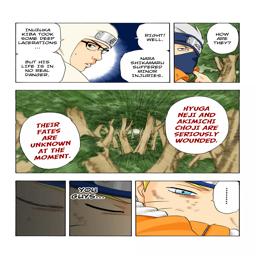 HOW
ARE
THEY?
RIGHT!
WELL.
NARA
SHIKAMARU
SUFFERED
MINOR
INJURIES.
INUZUKA
KIBA TOOK
SOME DEEP
LACERATIONS
...
BUT HIS
LIFE IS IN
NO REAL
DANGER.
HYUGA
NEJI AND
AKIMICHI
CHOJI ARE
SERIOUSLY
WOUNDED.
THEIR
FATES
ARE
UNKNOWN
AT THE
MOMENT.
......
YOU
GUYS...